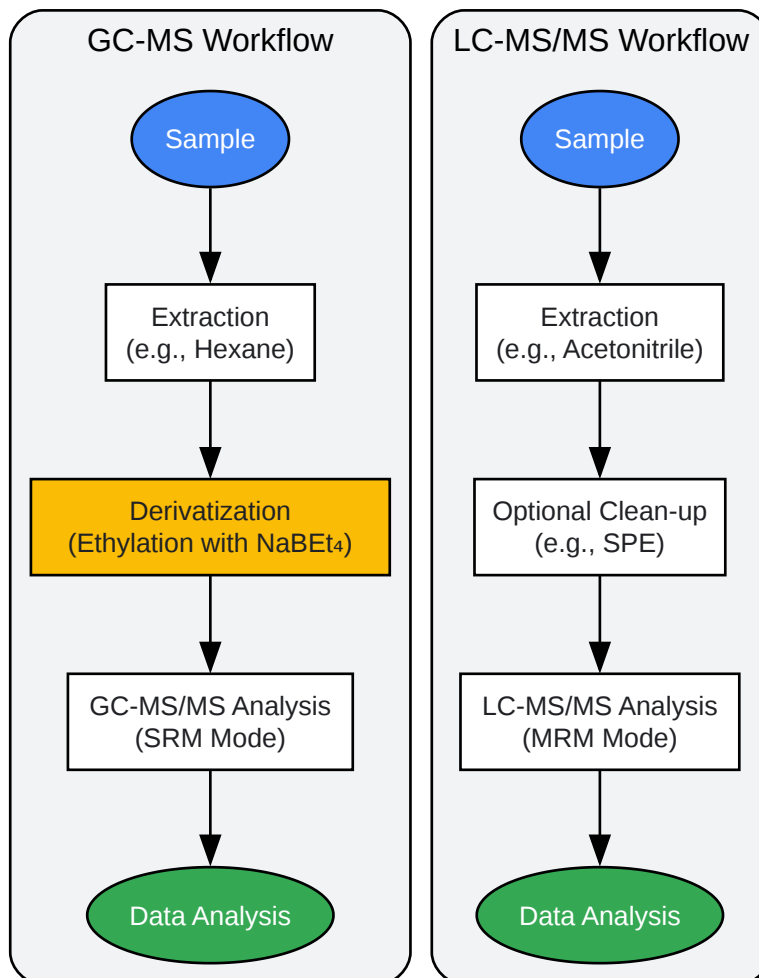 GC-MS Workflow
Sample
Extraction
(e.g., Hexane)
Derivatization
(Ethylation with NaBEt₄)
GC-MS/MS Analysis
(SRM Mode)
Data Analysis
LC-MS/MS Workflow
Sample
Extraction
(e.g., Acetonitrile)
Optional Clean-up
(e.g., SPE)
LC-MS/MS Analysis
(MRM Mode)
Data Analysis